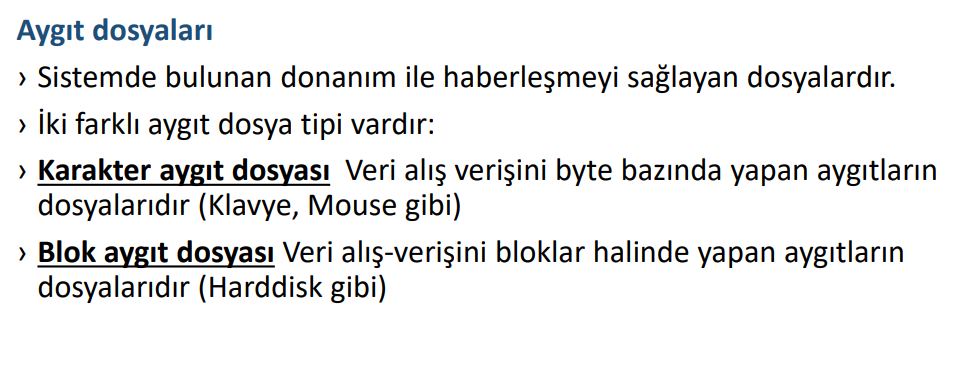 Aygıt dosyaları
› Sistemde bulunan donanım ile haberleşmeyi sağlayan dosyalardır.
› İki farklı aygıt dosya tipi vardır:
› Karakter aygıt dosyası  Veri alış verişini byte bazında yapan aygıtların
dosyalarıdır (Klavye, Mouse gibi)
› Blok aygıt dosyası Veri alış-verişini bloklar halinde yapan aygıtların
dosyalarıdır (Harddisk gibi)